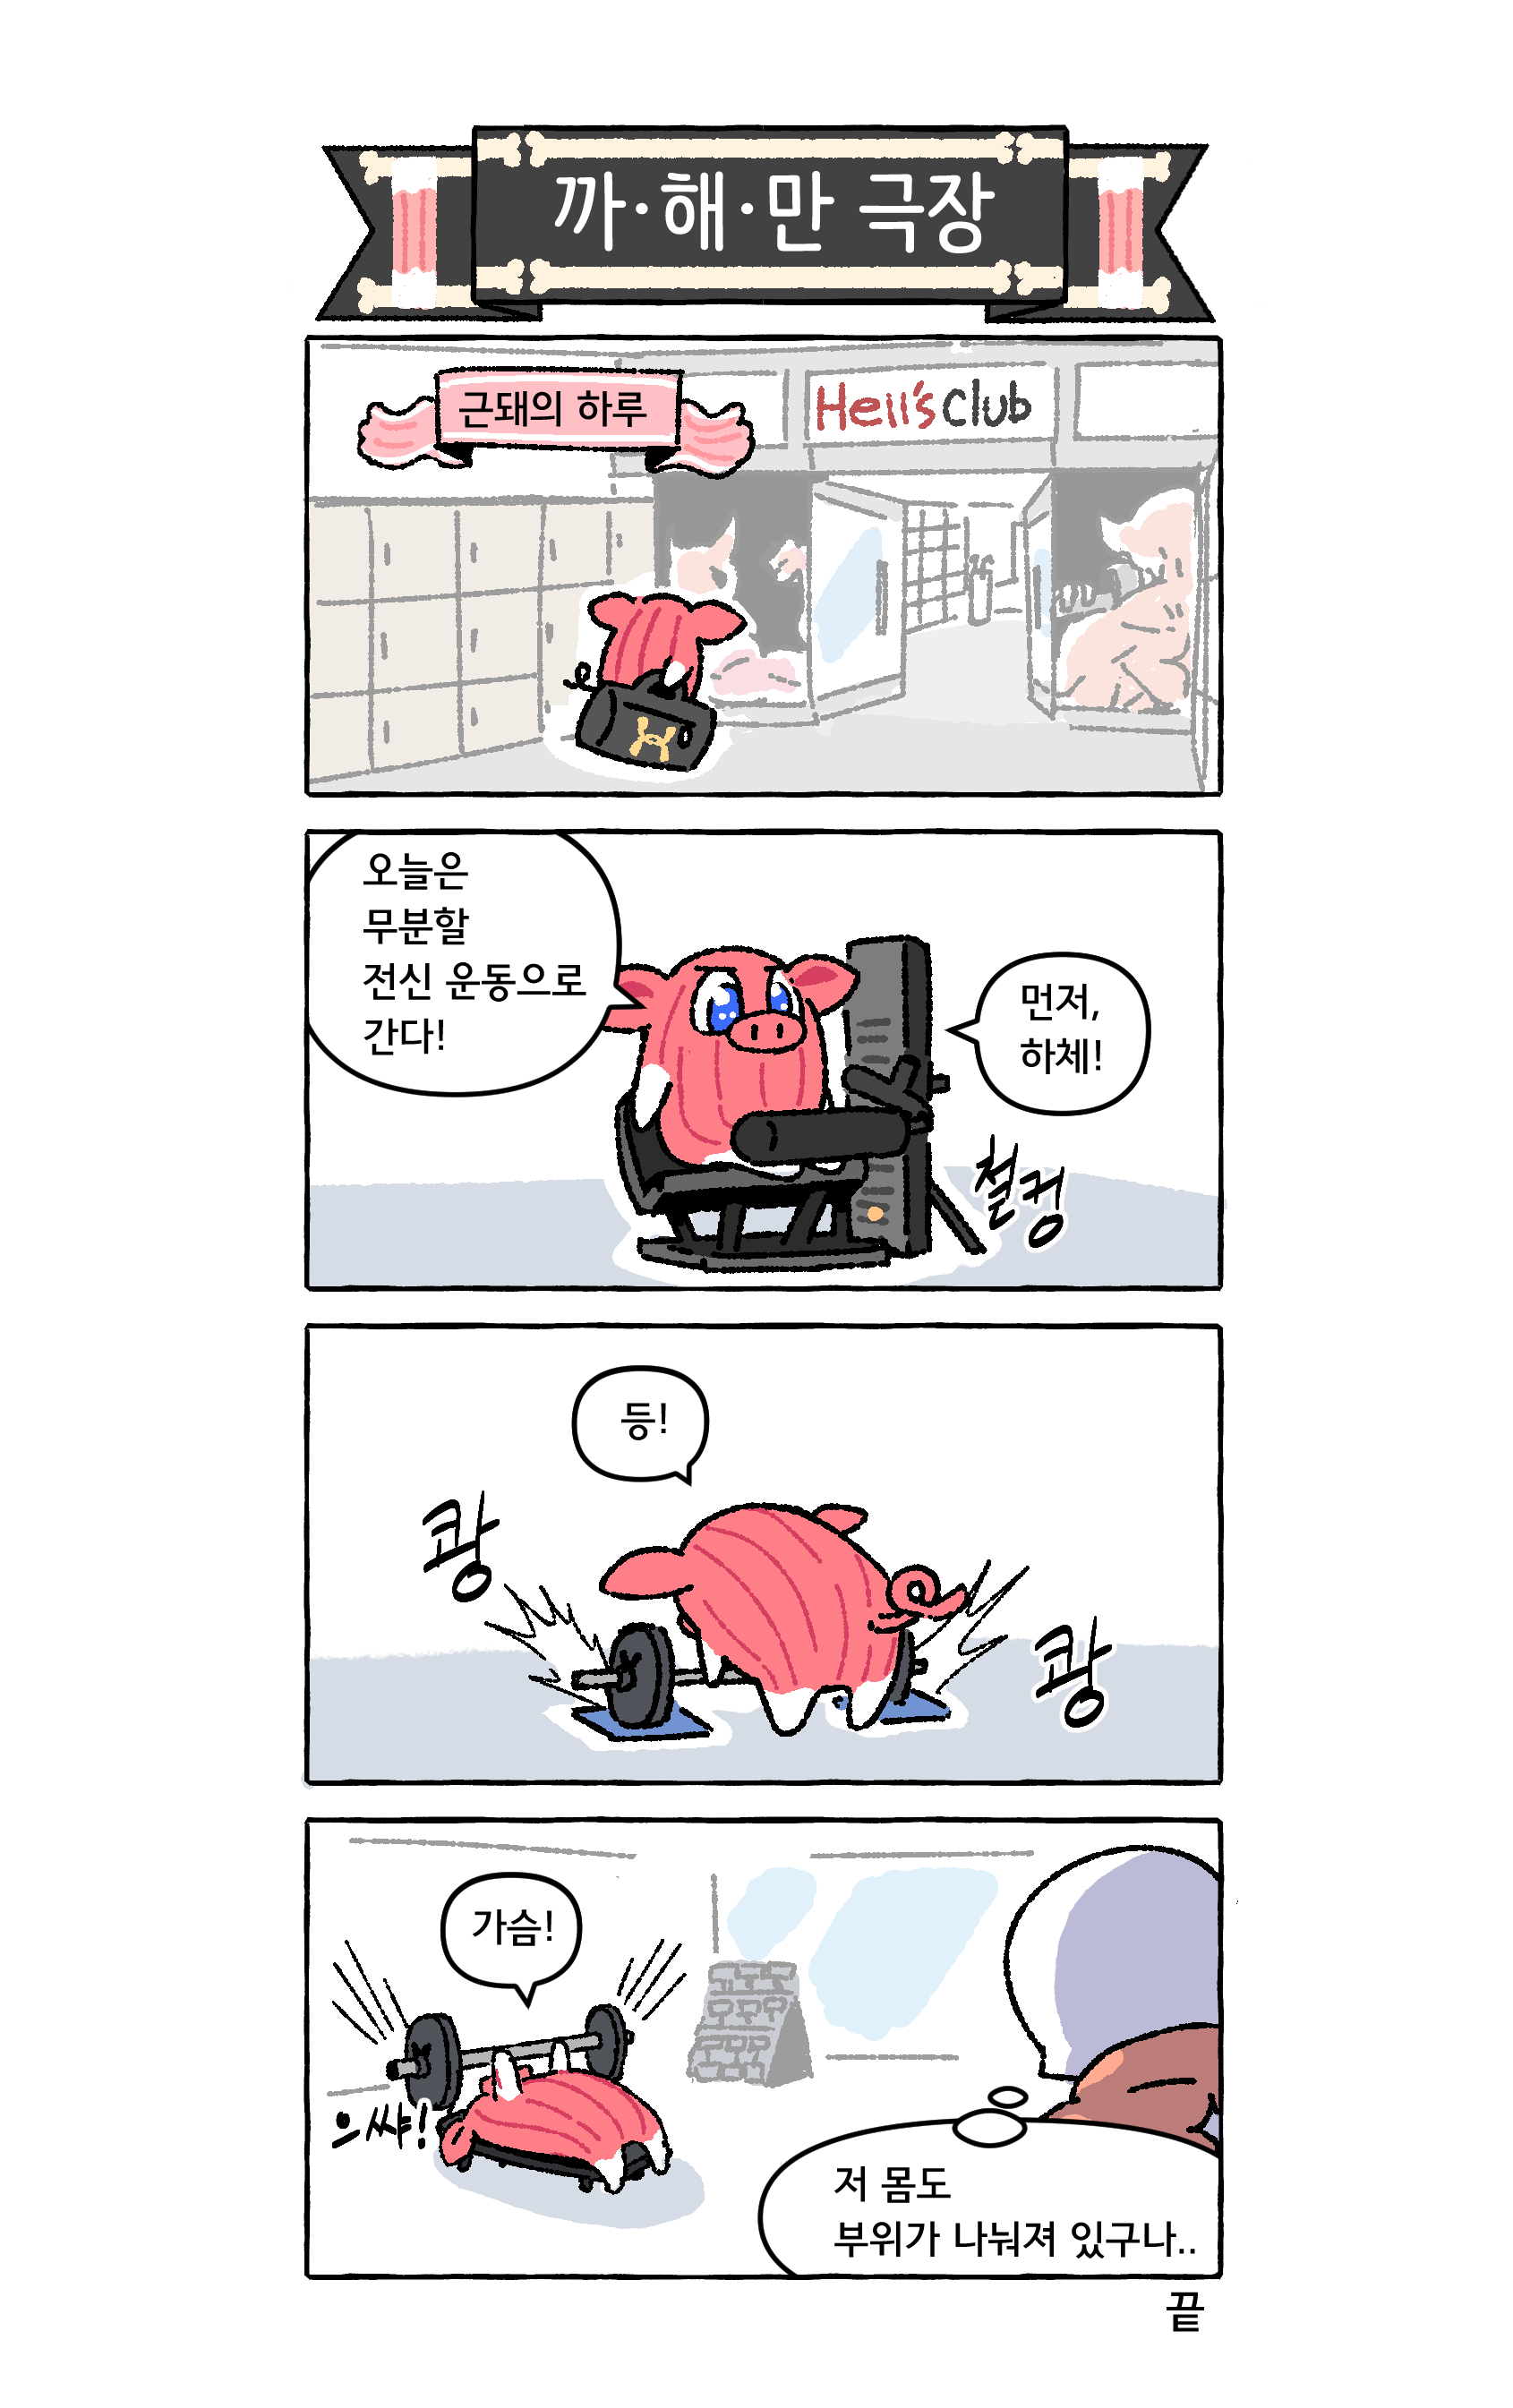 까·해·만 극장
근돼의 하루
Hell's Club
오늘은
무분할
전신 운동으로
간다!
먼저,
하체!
철컹
등!
쾅
쾅
가슴!
으쌰!
저 몸도
부위가 나눠져 있구나..
끝